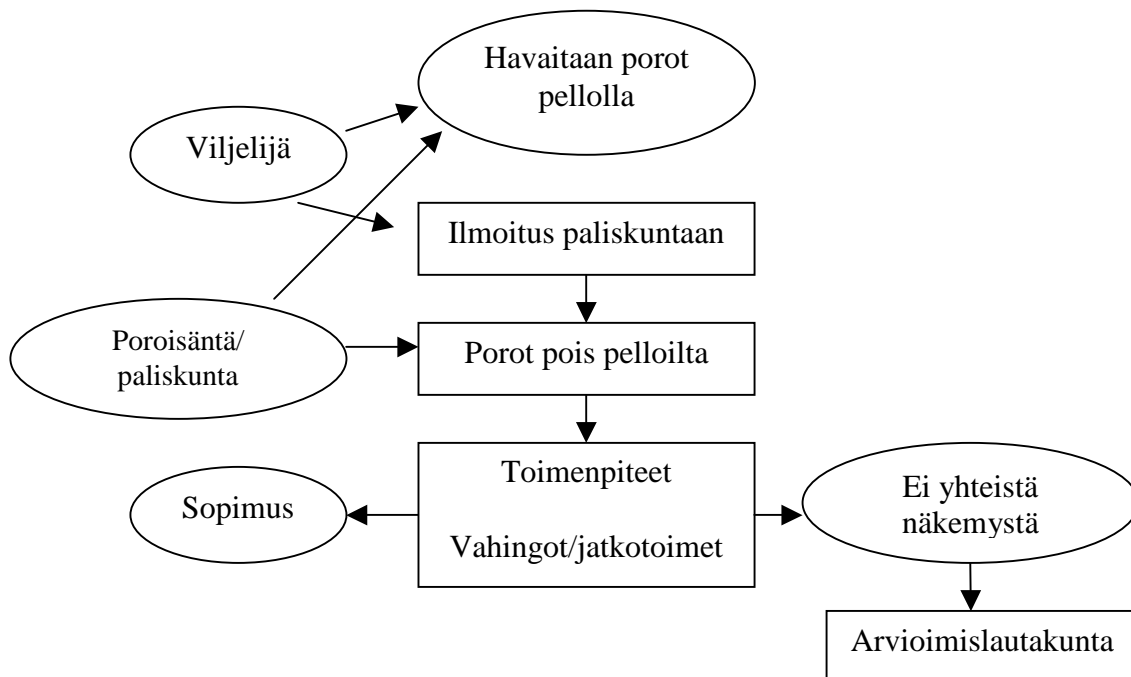 Havaitaan porot
pellolla
Viljelijä
Ilmoitus paliskuntaan
Poroisäntä/
paliskunta
Porot pois pelloilta
Toimenpiteet
Vahingot/jatkotoimet
Sopimus
Ei yhteistä
näkemystä
Arvioimislautakunta